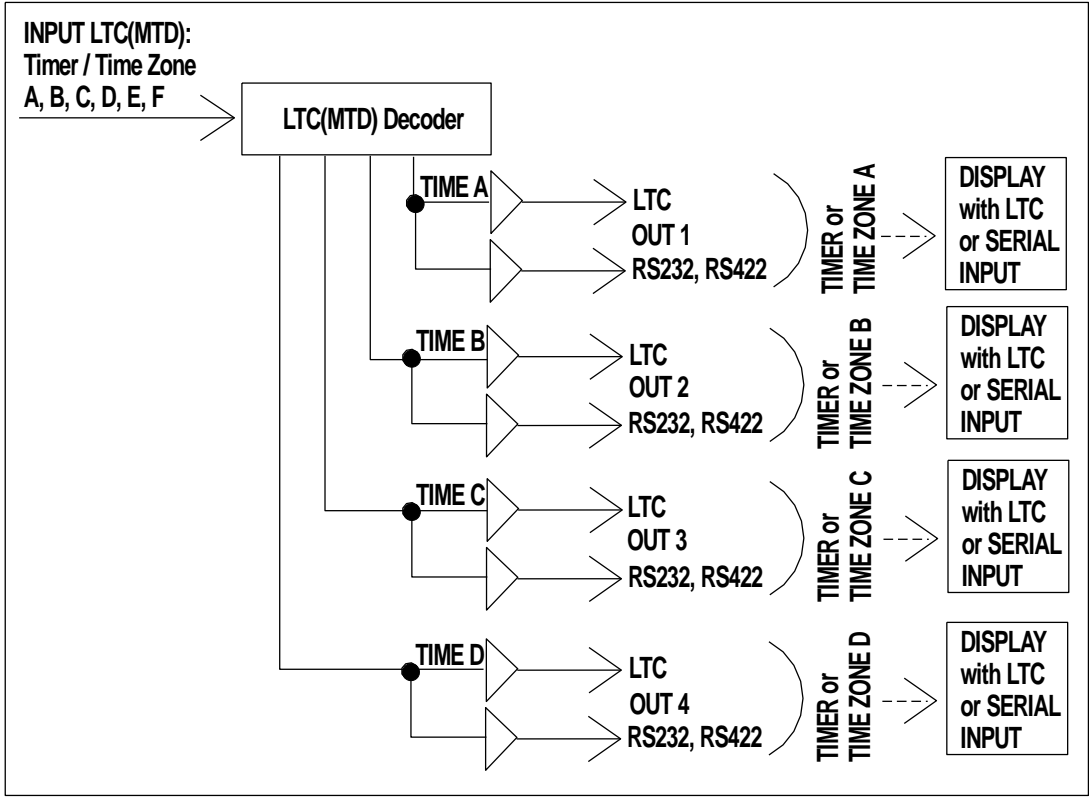 INPUT LTC(MTD):
Timer / Time Zone
A, B, C, D, E, F
LTC(MTD) Decoder
TIME A
LTC
OUT 1
RS232, RS422
TIMER or
TIME ZONE A
DISPLAY
with LTC
or SERIAL
INPUT
TIME B
LTC
OUT 2
RS232, RS422
TIMER or
TIME ZONE B
DISPLAY
with LTC
or SERIAL
INPUT
TIME C
LTC
OUT 3
RS232, RS422
TIMER or
TIME ZONE C
DISPLAY
with LTC
or SERIAL
INPUT
TIME D
LTC
OUT 4
RS232, RS422
TIMER or
TIME ZONE D
DISPLAY
with LTC
or SERIAL
INPUT